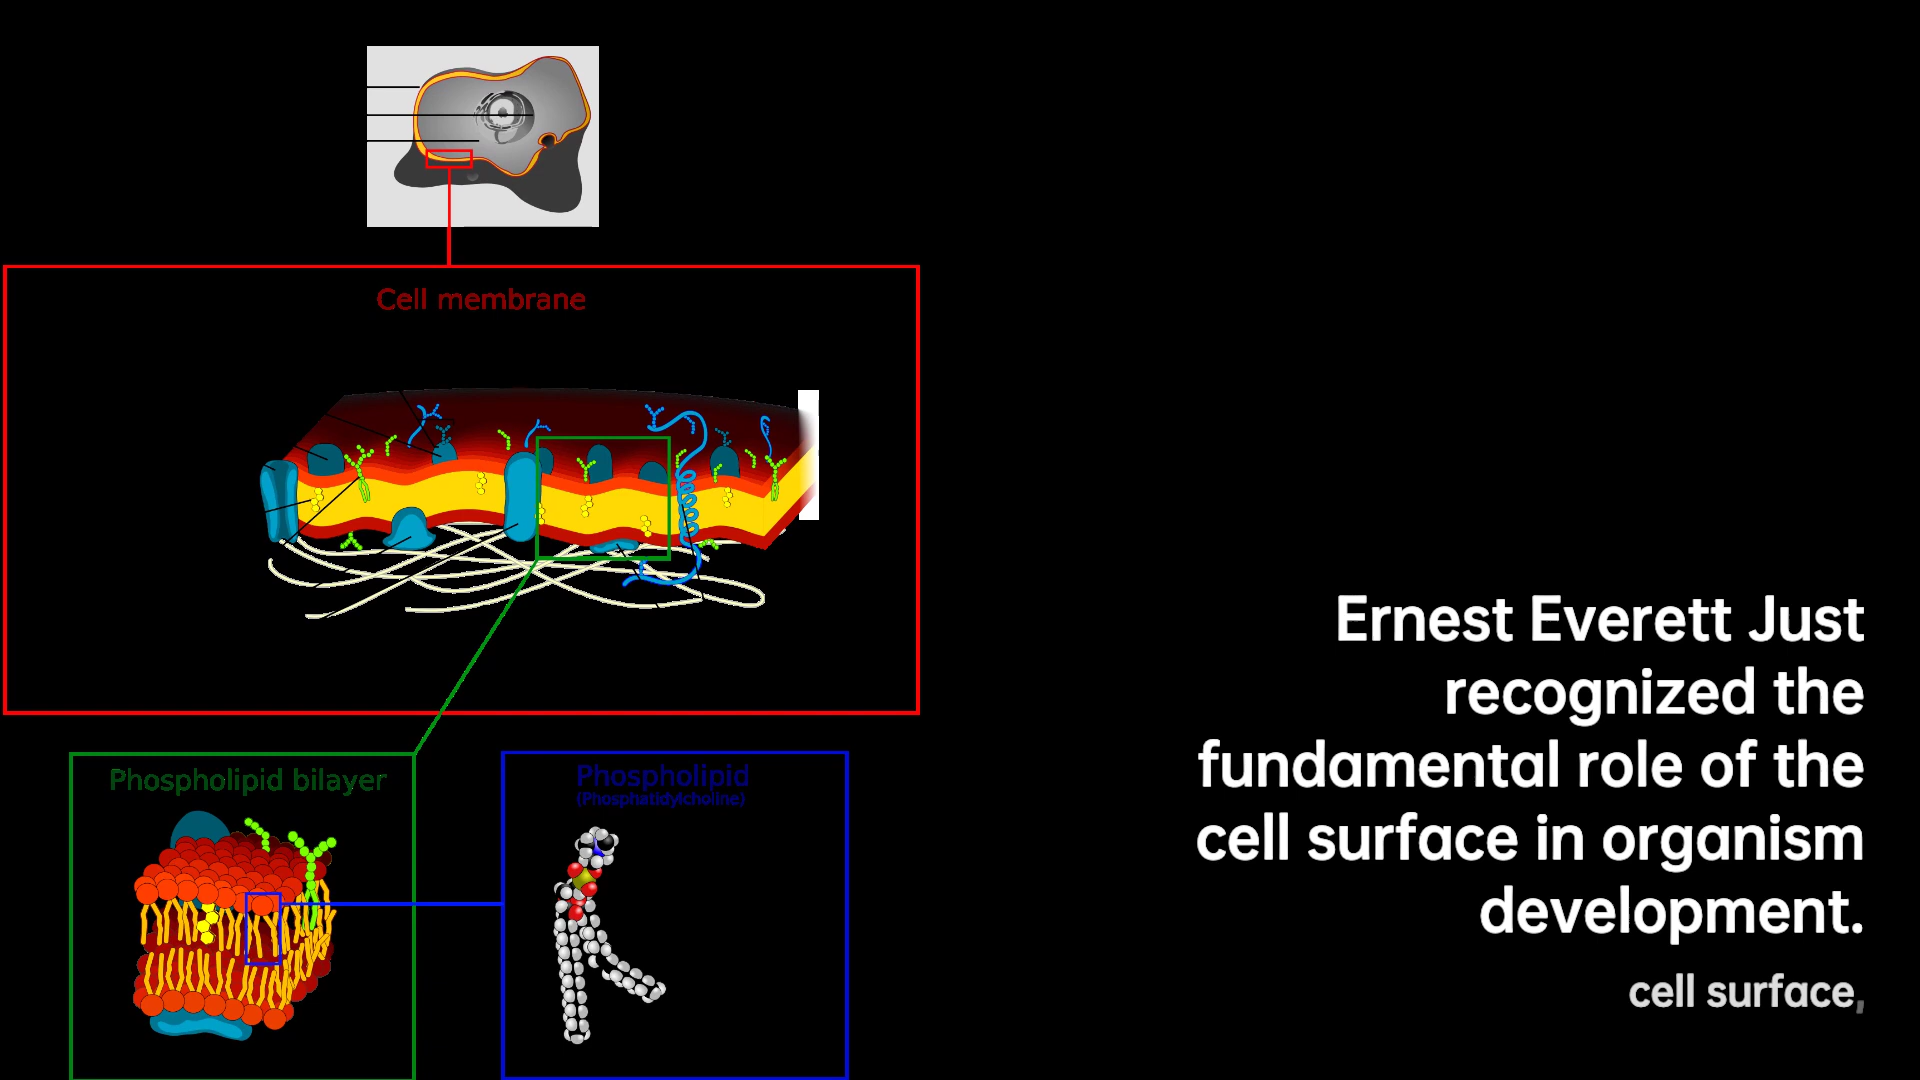 Cell membrane
Phospholipid bilayer
Phospholipid
(Phosphatidylcholine)
Ernest Everett Just
recognized the
fundamental role of the
cell surface in organism
development.
cell surface,